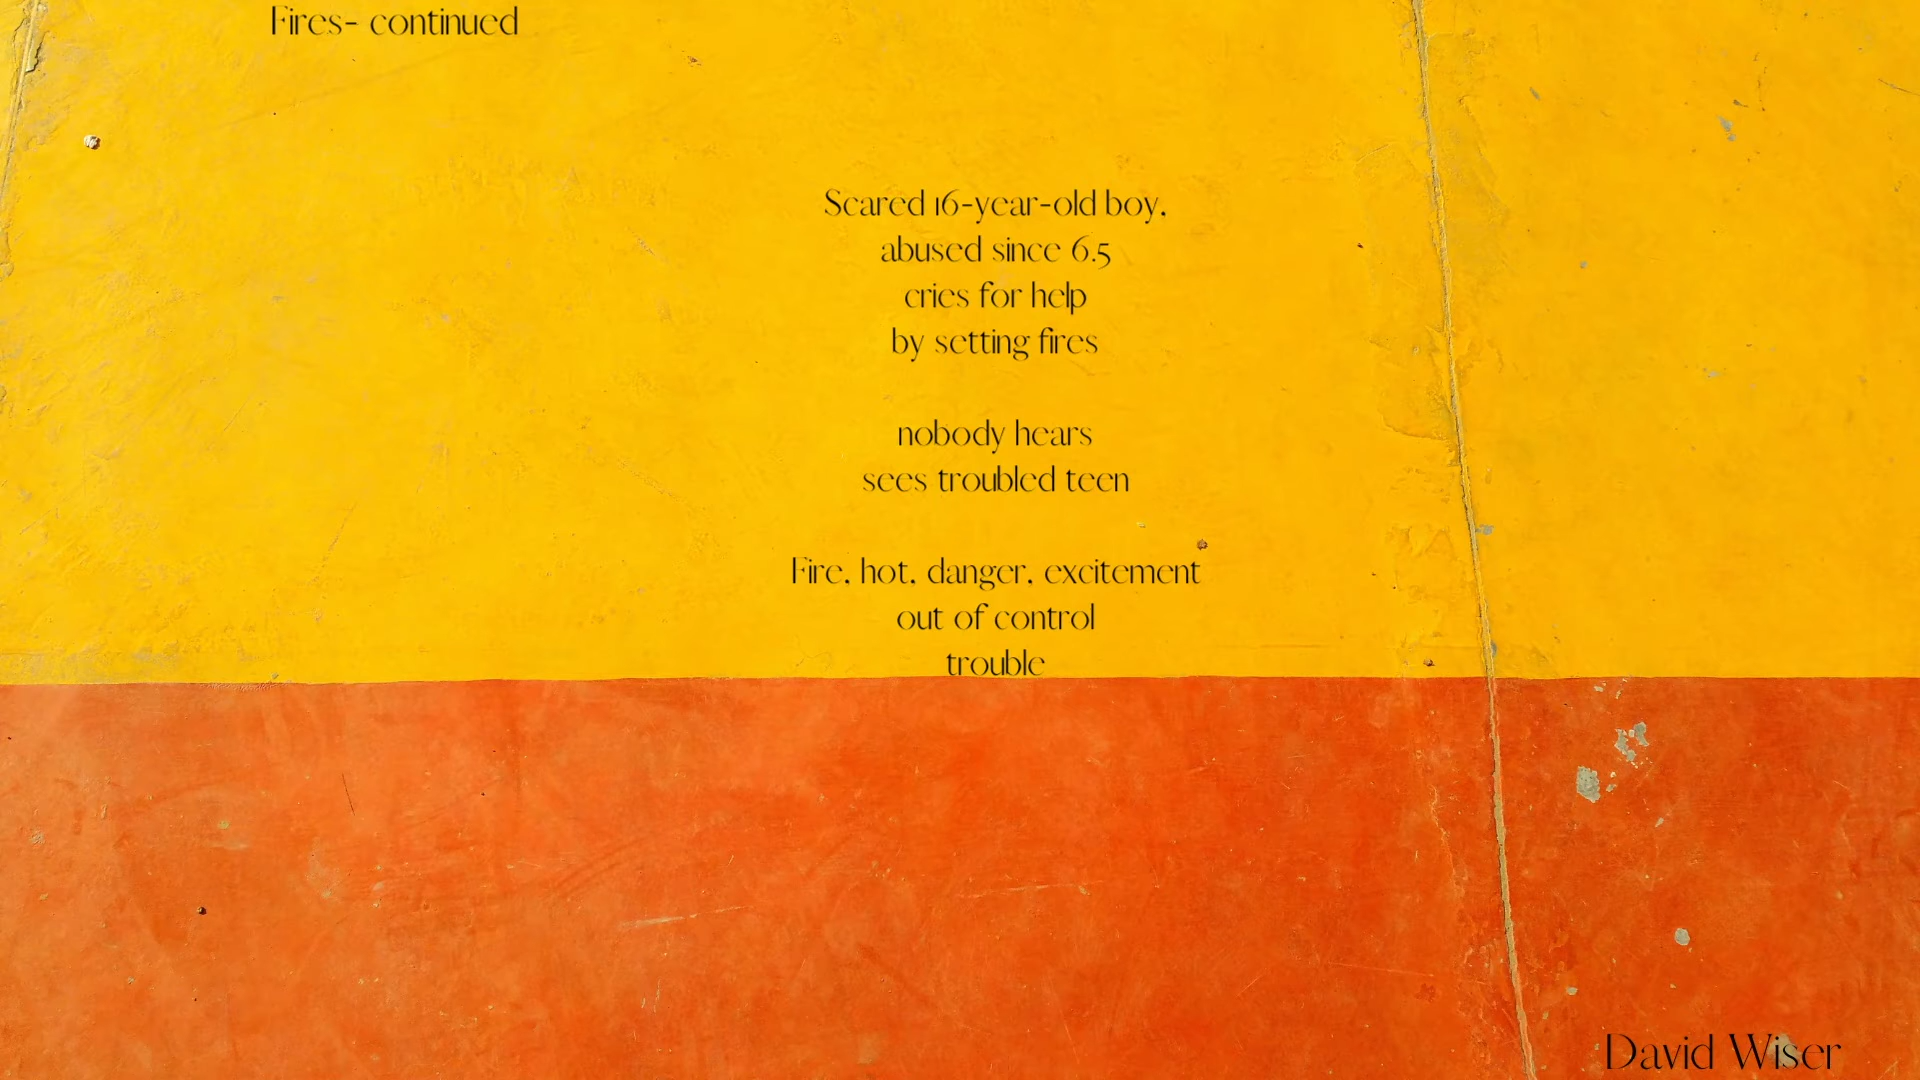 Fires- continued
Scared 16-year-old boy,
abused since 6.5
cries for help
by setting fires
nobody hears
sees troubled teen
Fire, hot, danger, excitement
out of control
trouble
David Wiser